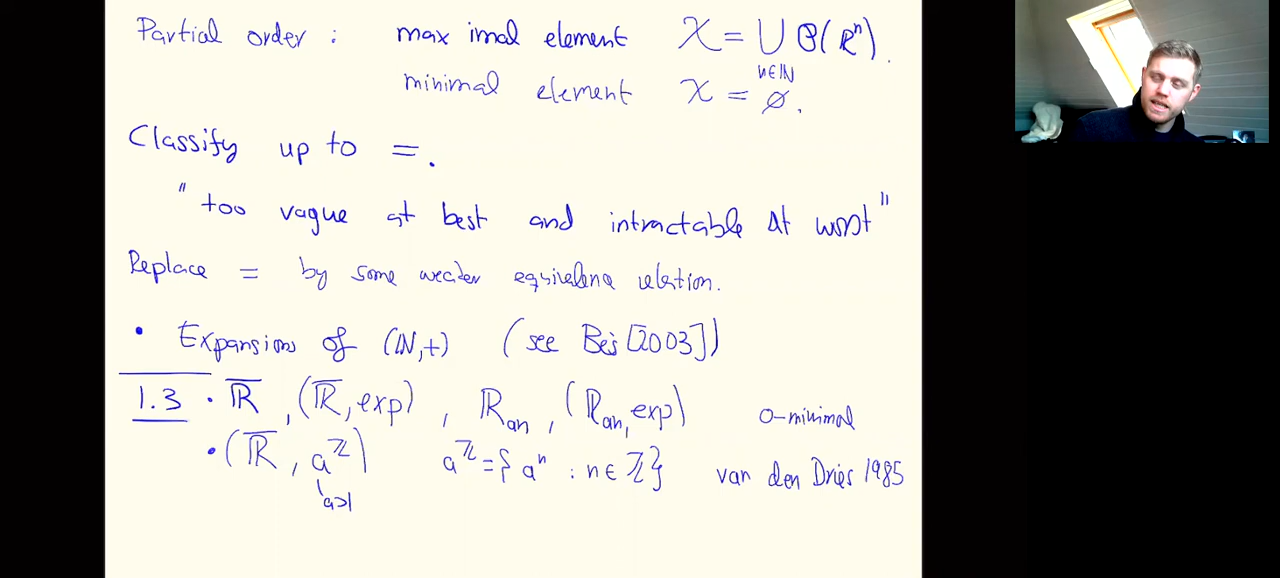 Partial order : maximal element 𝒳 = ⋃ 𝒫(ℝⁿ).
n∈ℕ
minimal element 𝒳 = ∅.
Classify up to =.
"too vague at best and intractable at worst"
Replace = by some weaker equivalence relation.
• Expansions of (ℕ,+) (see Bès [2003])
1.3 • ℝ̅, (ℝ̅, exp), ℝ_an, (ℝ_an, exp) o-minimal
• (ℝ̅, a^ℤ) a^ℤ = { aⁿ : n ∈ ℤ } van den Dries 1985
a>1